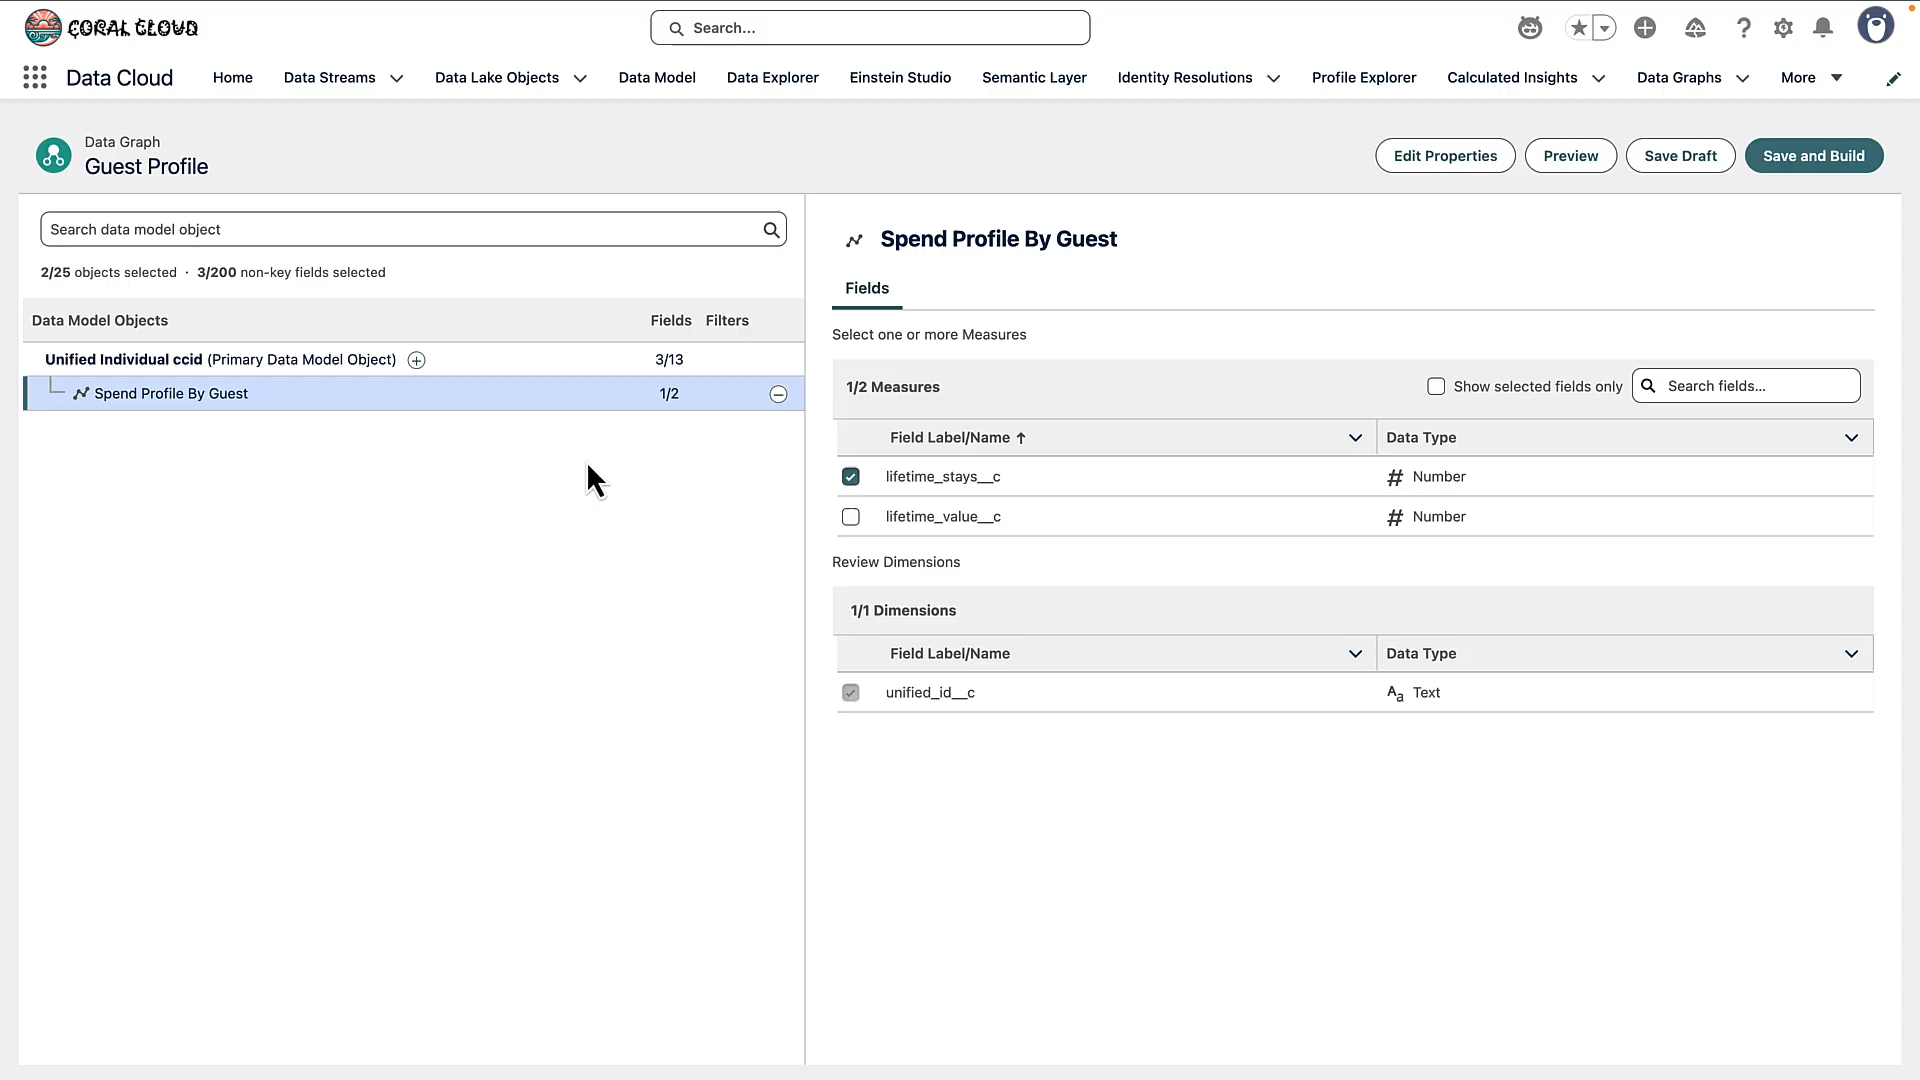 CORAL CLOUD
Search...
Data Cloud
Home
Data Streams
Data Lake Objects
Data Model
Data Explorer
Einstein Studio
Semantic Layer
Identity Resolutions
Profile Explorer
Calculated Insights
Data Graphs
More
Data Graph
Guest Profile
Edit Properties
Preview
Save Draft
Save and Build
Search data model object
2/25 objects selected · 3/200 non-key fields selected
Data Model Objects
Fields
Filters
Unified Individual ccid (Primary Data Model Object)
3/13
Spend Profile By Guest
1/2
Spend Profile By Guest
Fields
Select one or more Measures
1/2 Measures
Show selected fields only
Search fields...
Field Label/Name
Data Type
lifetime_stays__c
# Number
lifetime_value__c
# Number
Review Dimensions
1/1 Dimensions
Field Label/Name
Data Type
unified_id__c
Aa Text